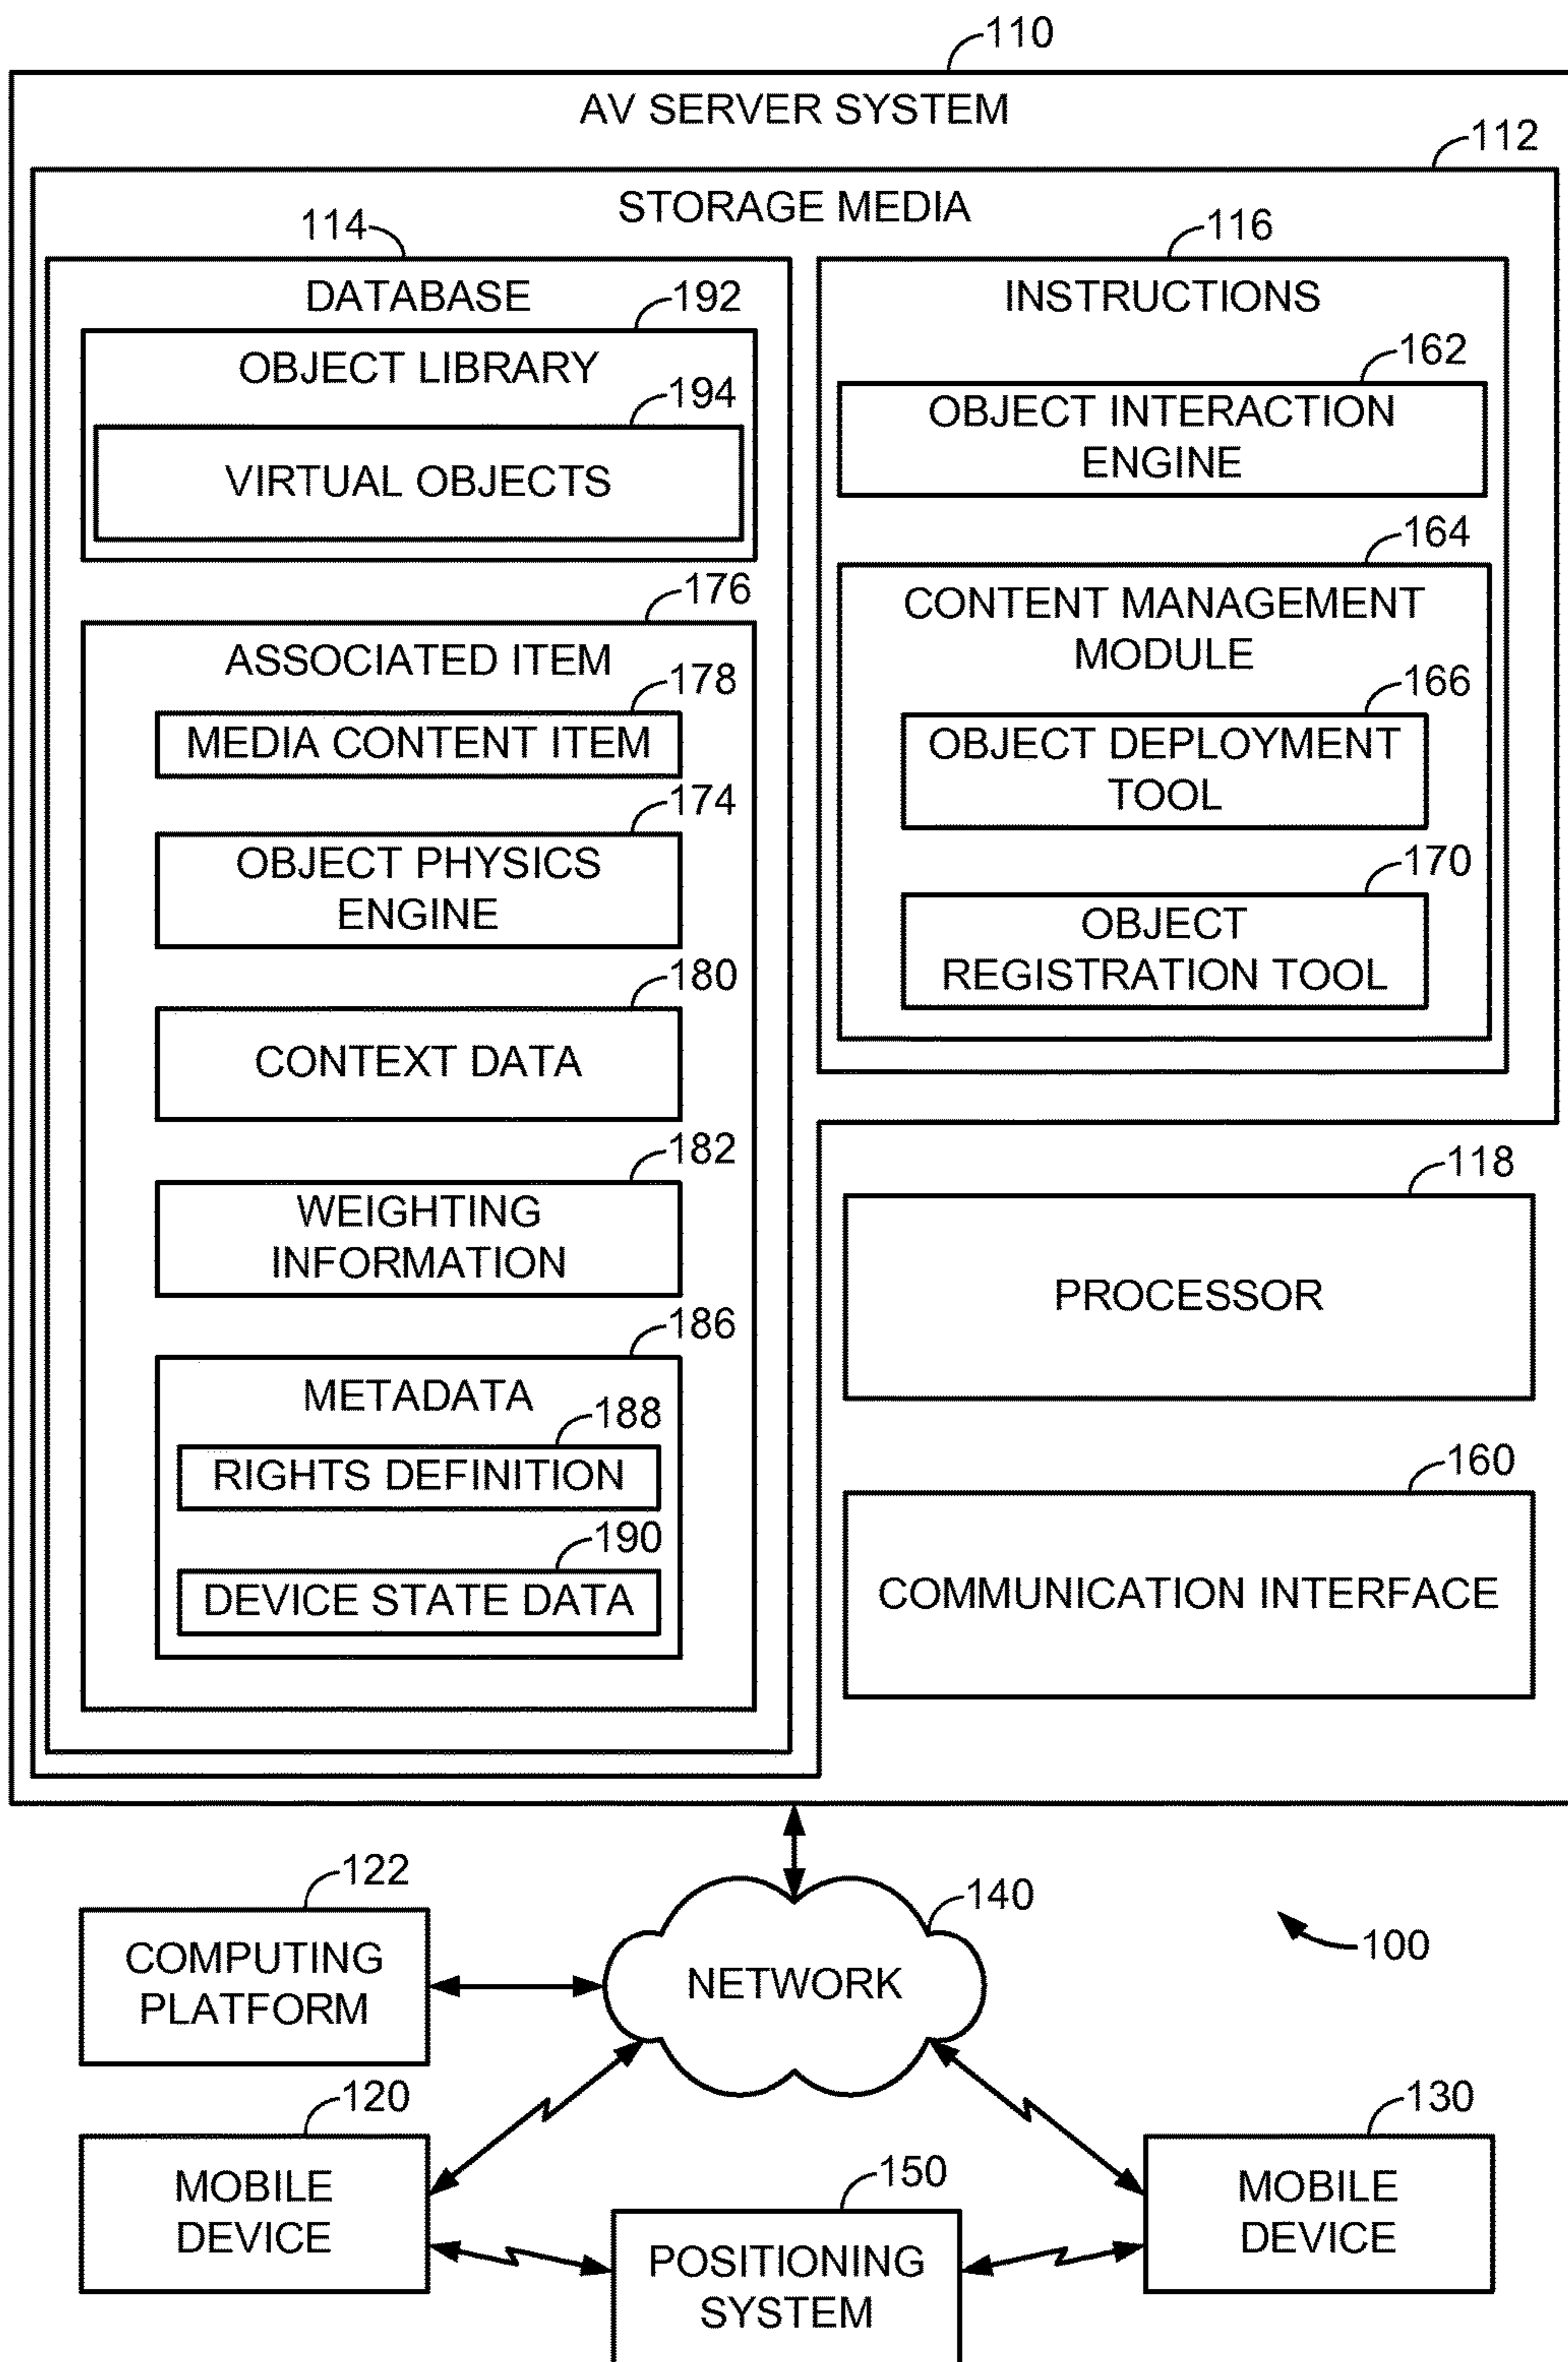 110
AV SERVER SYSTEM
112
STORAGE MEDIA
114
DATABASE
192
OBJECT LIBRARY
194
VIRTUAL OBJECTS
176
ASSOCIATED ITEM
178
MEDIA CONTENT ITEM
174
OBJECT PHYSICS
ENGINE
180
CONTEXT DATA
182
WEIGHTING
INFORMATION
186
METADATA
188
RIGHTS DEFINITION
190
DEVICE STATE DATA
116
INSTRUCTIONS
162
OBJECT INTERACTION
ENGINE
164
CONTENT MANAGEMENT
MODULE
166
OBJECT DEPLOYMENT
TOOL
170
OBJECT
REGISTRATION TOOL
118
PROCESSOR
160
COMMUNICATION INTERFACE
122
COMPUTING
PLATFORM
140
NETWORK
100
120
MOBILE
DEVICE
150
POSITIONING
SYSTEM
130
MOBILE
DEVICE